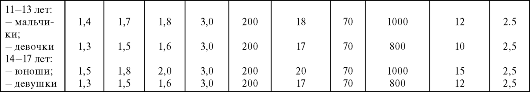 11—13 лет:
— мальчи- 1,4 1,7 1,8 3,0 200 18 70 1000 12 2,5
ки;
— девочки 1,3 1,5 1,6 3,0 200 17 70 800 10 2,5
14—17 лет:
— юноши; 1,5 1,8 2,0 3,0 200 20 70 1000 15 2,5
— девушки 1,3 1,5 1,6 3,0 200 17 70 800 12 2,5